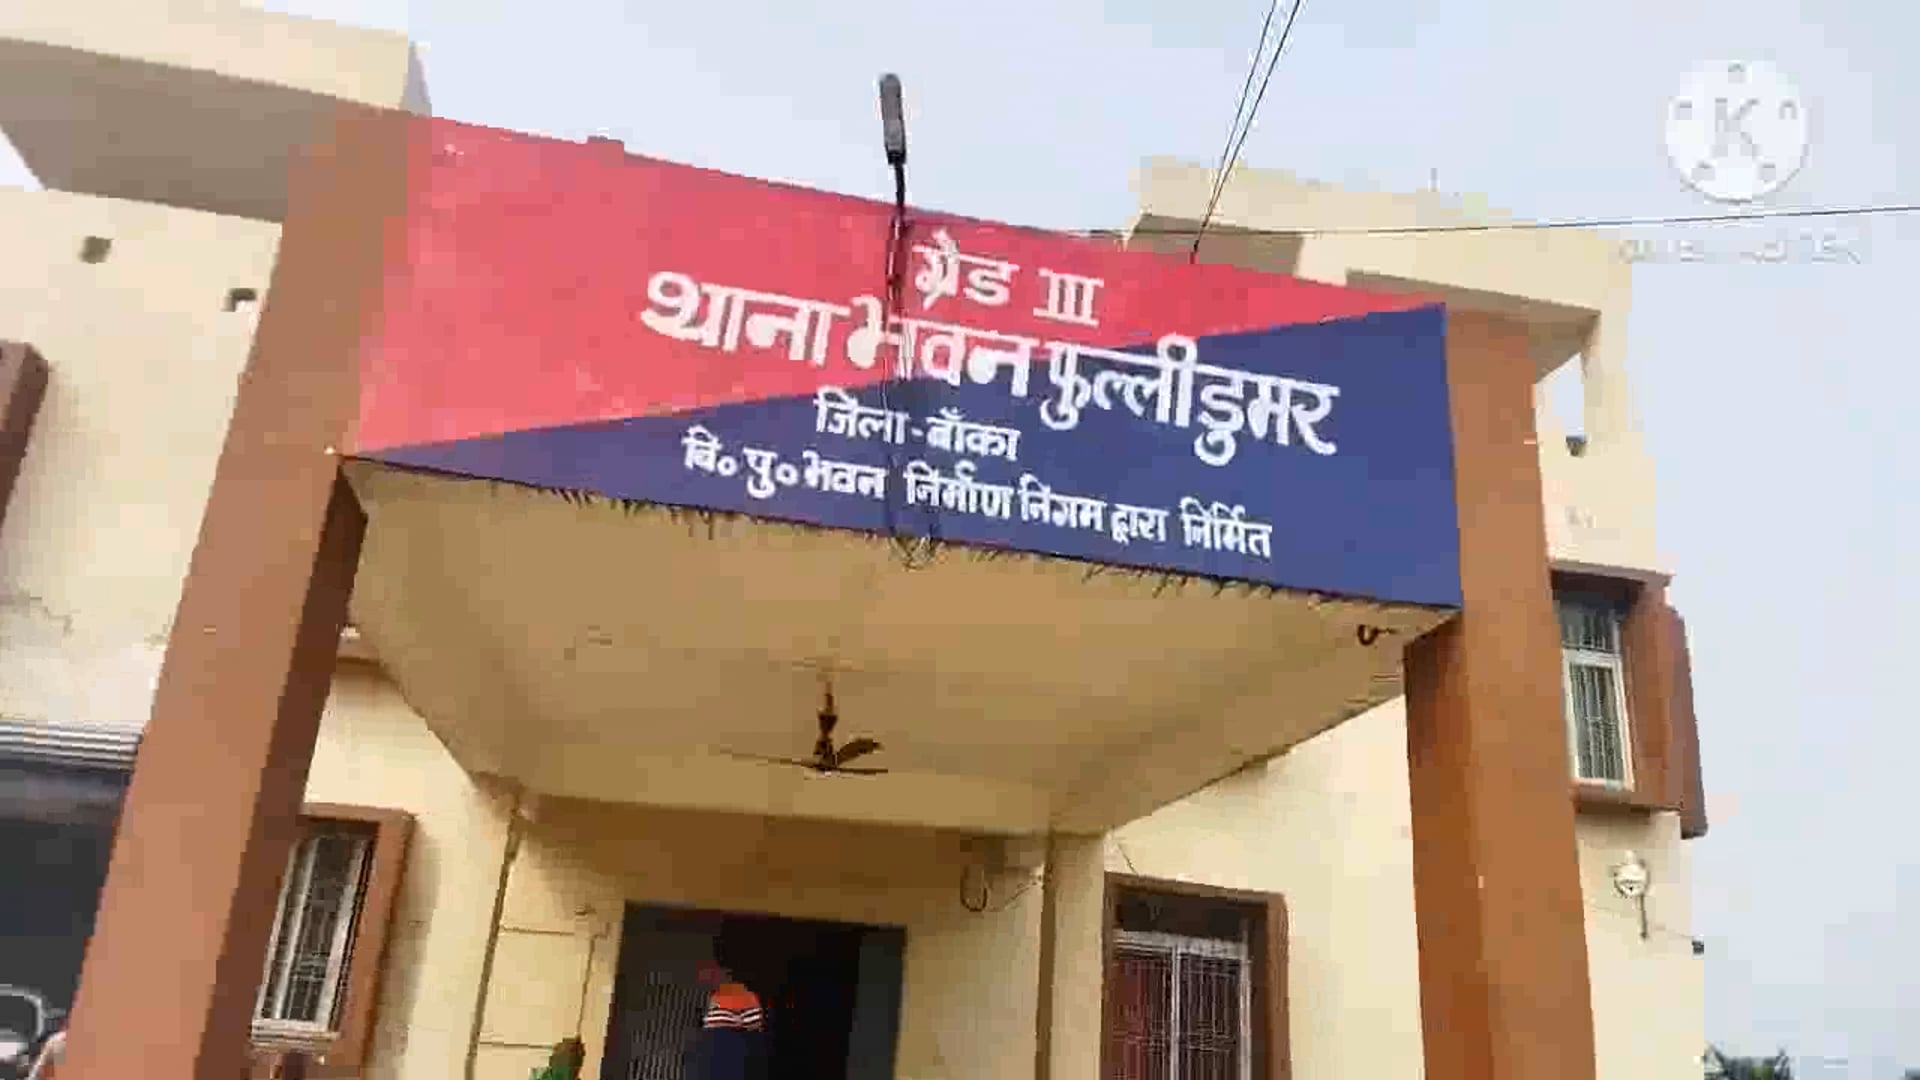 ग्रेड III
थाना भवन फुल्लीडुमर
जिला-बाँका
बि० पु० भवन निर्माण निगम द्वारा निर्मित
K